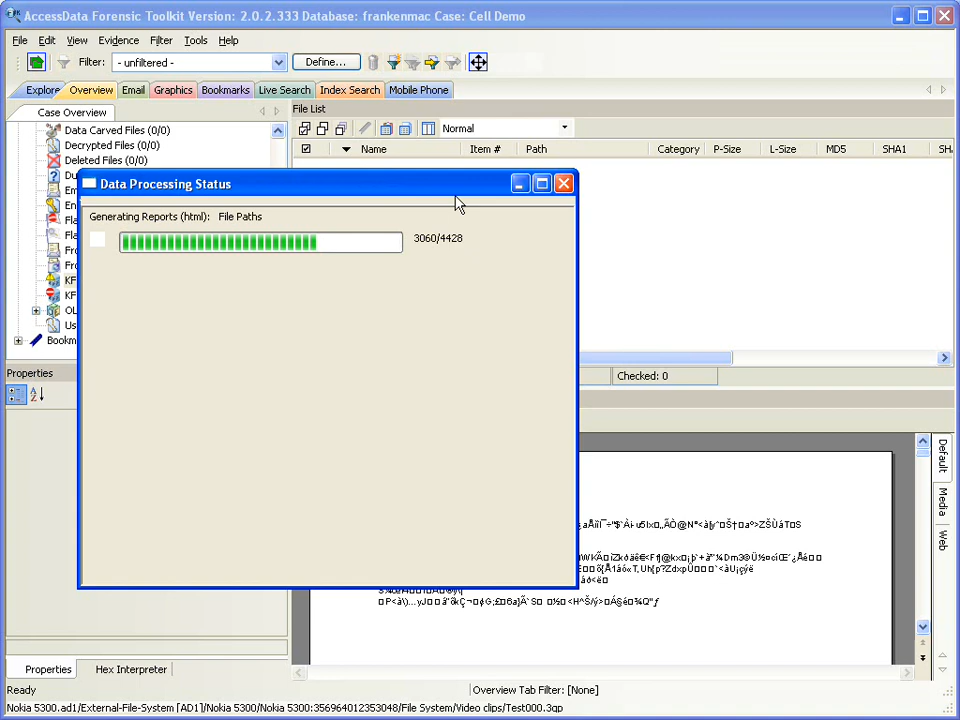 AccessData Forensic Toolkit Version: 2.0.2.333 Database: frankenmac Case: Cell Demo
File Edit View Evidence Filter Tools Help
Filter: - unfiltered - Define...
Explore Overview Email Graphics Bookmarks Live Search Index Search Mobile Phone
Case Overview
File List
Normal
Name Item # Path Category P-Size L-Size MD5 SHA1
Data Carved Files (0/0)
Decrypted Files (0/0)
Deleted Files (0/0)
Data Processing Status
Generating Reports (html): File Paths
3060/4428
Checked: 0
Properties
Default
Media
Web
Properties Hex Interpreter
Ready
Overview Tab Filter: [None]
Nokia 5300.ad1/External-File-System [AD1]/Nokia 5300/Nokia 5300:356964012353048/File System/Video clips/Test000.3gp